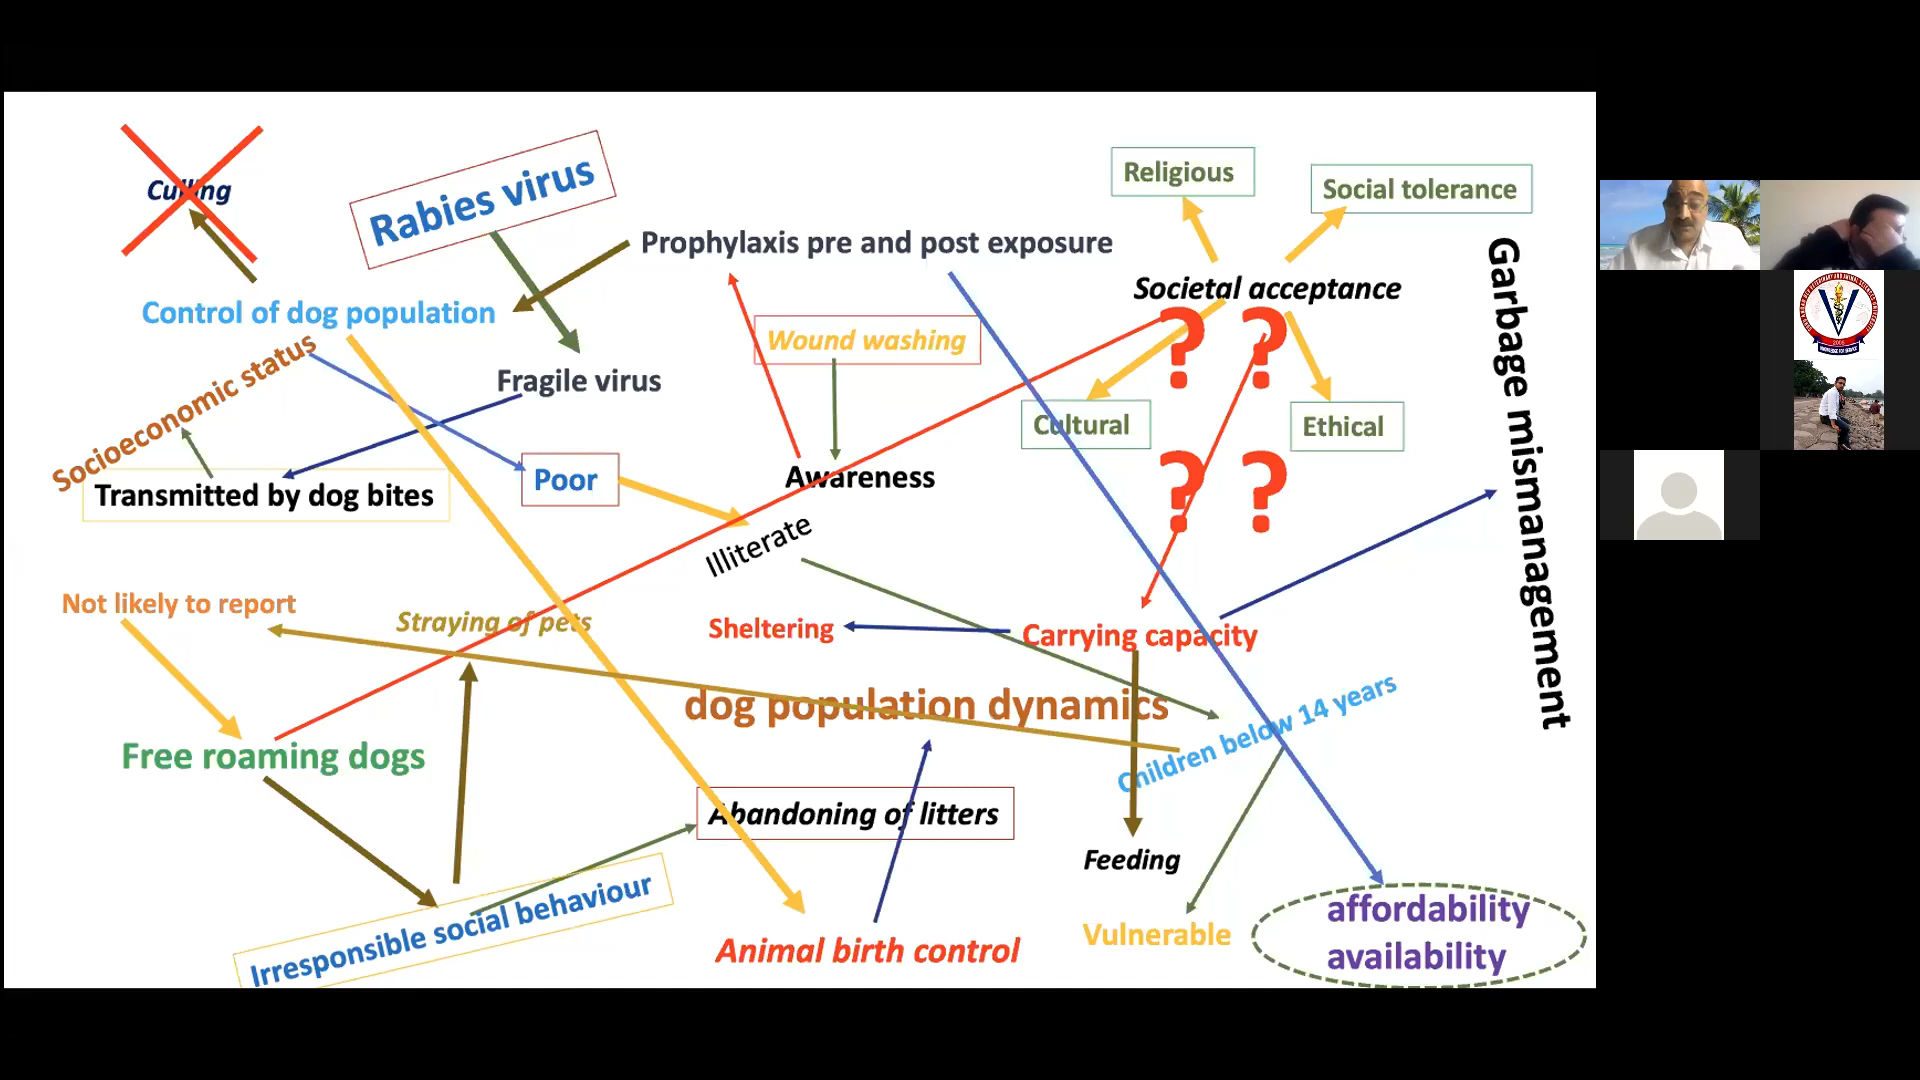 Culling
Rabies virus
Religious
Social tolerance
Prophylaxis pre and post exposure
Societal acceptance
Control of dog population
Wound washing
Socioeconomic status
Fragile virus
Cultural
Ethical
Garbage mismanagement
? ?
? ?
Transmitted by dog bites
Poor
Awareness
Illiterate
Not likely to report
Straying of pets
Sheltering
Carrying capacity
dog population dynamics
Children below 14 years
Free roaming dogs
Abandoning of litters
Feeding
Irresponsible social behaviour
Animal birth control
Vulnerable
affordability
availability
V
2005